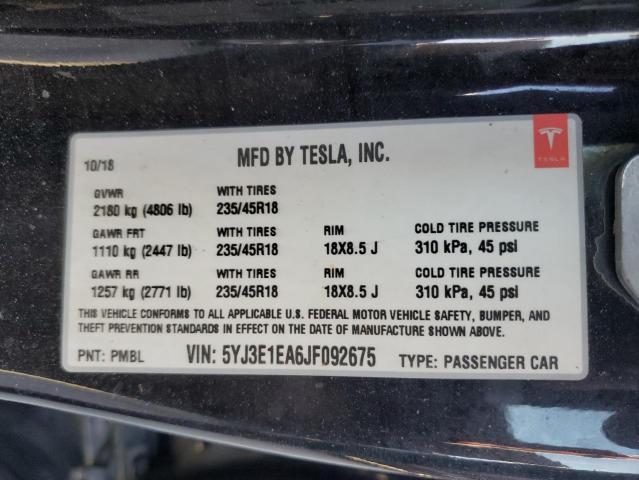 10/18
MFD BY TESLA, INC.
TESLA
GVWR WITH TIRES
2180 kg (4806 lb) 235/45R18
GAWR FRT WITH TIRES RIM COLD TIRE PRESSURE
1110 kg (2447 lb) 235/45R18 18X8.5 J 310 kPa, 45 psi
GAWR RR WITH TIRES RIM COLD TIRE PRESSURE
1257 kg (2771 lb) 235/45R18 18X8.5 J 310 kPa, 45 psi
THIS VEHICLE CONFORMS TO ALL APPLICABLE U.S. FEDERAL MOTOR VEHICLE SAFETY, BUMPER, AND
THEFT PREVENTION STANDARDS IN EFFECT ON THE DATE OF MANUFACTURE SHOWN ABOVE.
PNT: PMBL VIN: 5YJ3E1EA6JF092675 TYPE: PASSENGER CAR